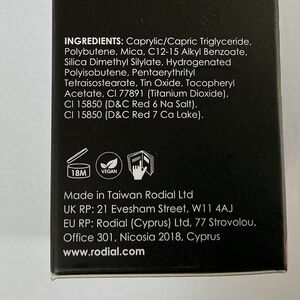 INGREDIENTS: Caprylic/Capric Triglyceride,
Polybutene, Mica, C12-15 Alkyl Benzoate,
Silica Dimethyl Silylate, Hydrogenated
Polyisobutene, Pentaerythrityl
Tetraisostearate, Tin Oxide, Tocopheryl
Acetate, CI 77891 (Titanium Dioxide),
CI 15850 (D&C Red 6 Na Salt).
CI 15850 (D&C Red 7 Ca Lake).
18M
VEGAN
Made in Taiwan Rodial Ltd
UK RP: 21 Evesham Street, W11 4AJ
EU RP: Rodial (Cyprus) Ltd, 77 Strovolou,
Office 301, Nicosia 2018, Cyprus
www.rodial.com